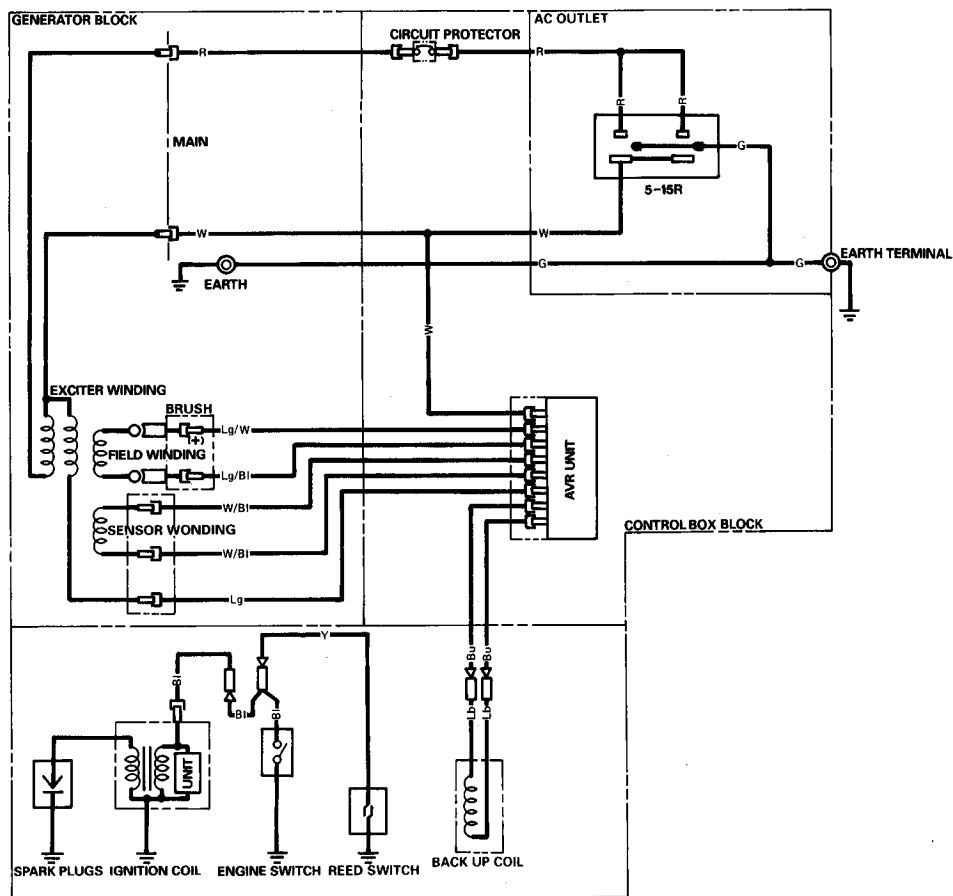 GENERATOR BLOCK
AC OUTLET
CIRCUIT PROTECTOR
R
R
R
R
MAIN
G
5-15R
W
W
G
G
EARTH TERMINAL
EARTH
W
EXCITER WINDING
BRUSH
Lg/W
(+)
FIELD WINDING
Lg/Bl
AVR UNIT
W/Bl
SENSOR WONDING
CONTROL BOX BLOCK
W/Bl
Lg
Y
Bl
Bu
Bu
Bl
Bl
Lb
Lb
UNIT
SPARK PLUGS
IGNITION COIL
ENGINE SWITCH
REED SWITCH
BACK UP COIL